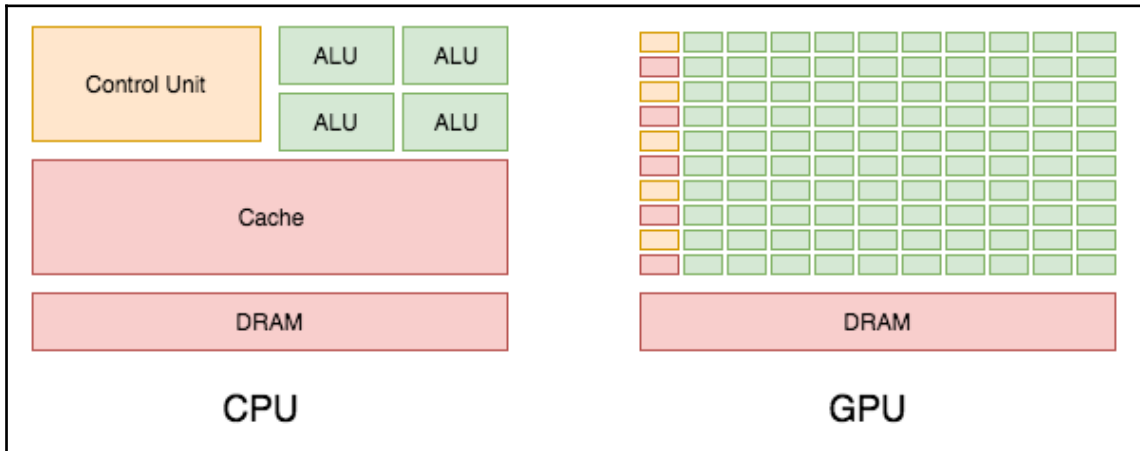 Control Unit
ALU
ALU
ALU
ALU
Cache
DRAM
CPU
DRAM
GPU